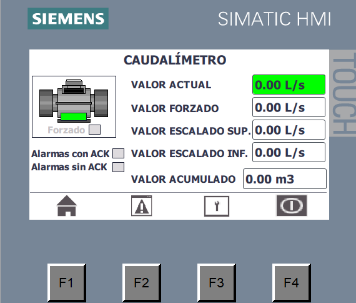 SIEMENS
SIMATIC HMI
TOUCH
CAUDALÍMETRO
VALOR ACTUAL 0.00 L/s
VALOR FORZADO 0.00 L/s
Forzado
VALOR ESCALADO SUP. 0.00 L/s
Alarmas con ACK
VALOR ESCALADO INF. 0.00 L/s
Alarmas sin ACK
VALOR ACUMULADO 0.00 m3
F1 F2 F3 F4